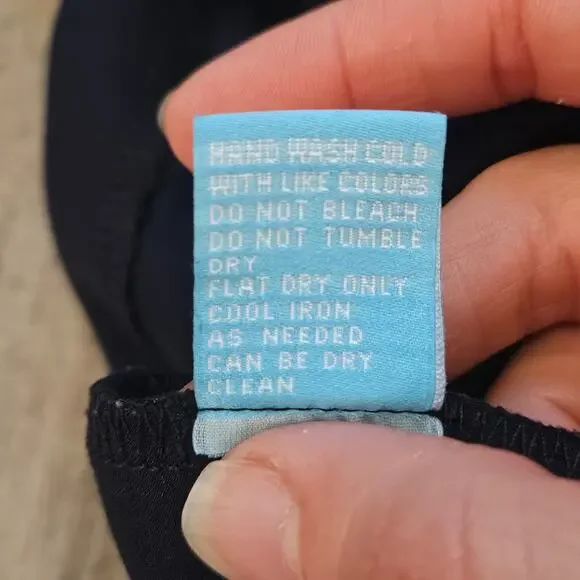 HAND WASH COLD
WITH LIKE COLORS
DO NOT BLEACH
DO NOT TUMBLE
DRY
FLAT DRY ONLY
COOL IRON
AS NEEDED
CAN BE DRY
CLEAN